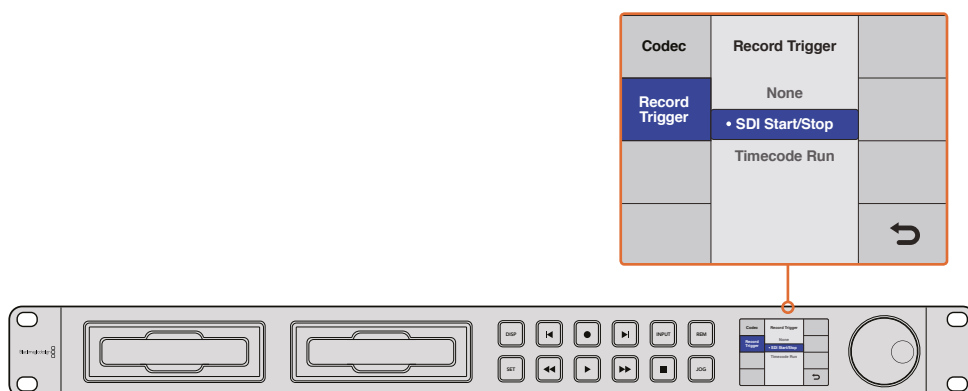 Codec
Record Trigger
None
Record
Trigger
• SDI Start/Stop
Timecode Run
DISP
INPUT
REM
SET
JOG
Codec
Record Trigger
None
Record
Trigger
• SDI Start/Stop
Timecode Run